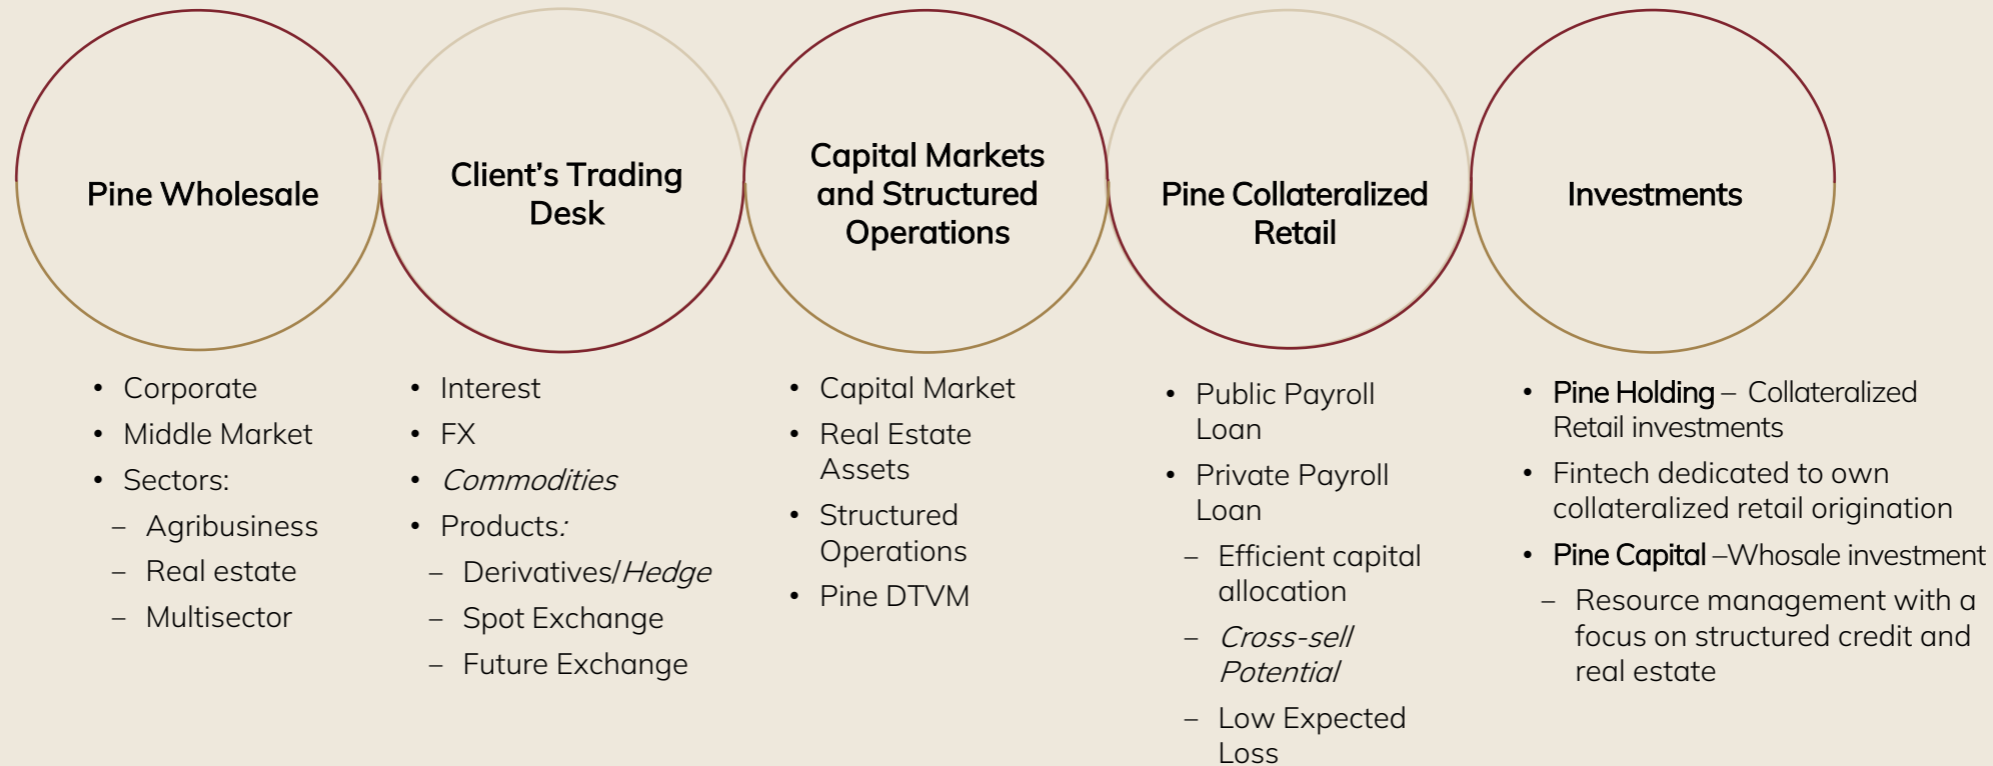 Pine Wholesale
• Corporate
• Middle Market
• Sectors:
– Agribusiness
– Real estate
– Multisector
Client's Trading
Desk
• Interest
• FX
• Commodities
• Products:
– Derivatives/Hedge
– Spot Exchange
– Future Exchange
Capital Markets
and Structured
Operations
• Capital Market
• Real Estate
Assets
• Structured
Operations
• Pine DTVM
Pine Collateralized
Retail
• Public Payroll
Loan
• Private Payroll
Loan
– Efficient capital
allocation
– Cross-sell
Potential
– Low Expected
Loss
Investments
• Pine Holding – Collateralized
Retail investments
• Fintech dedicated to own
collateralized retail origination
• Pine Capital –Whosale investment
– Resource management with a
focus on structured credit and
real estate